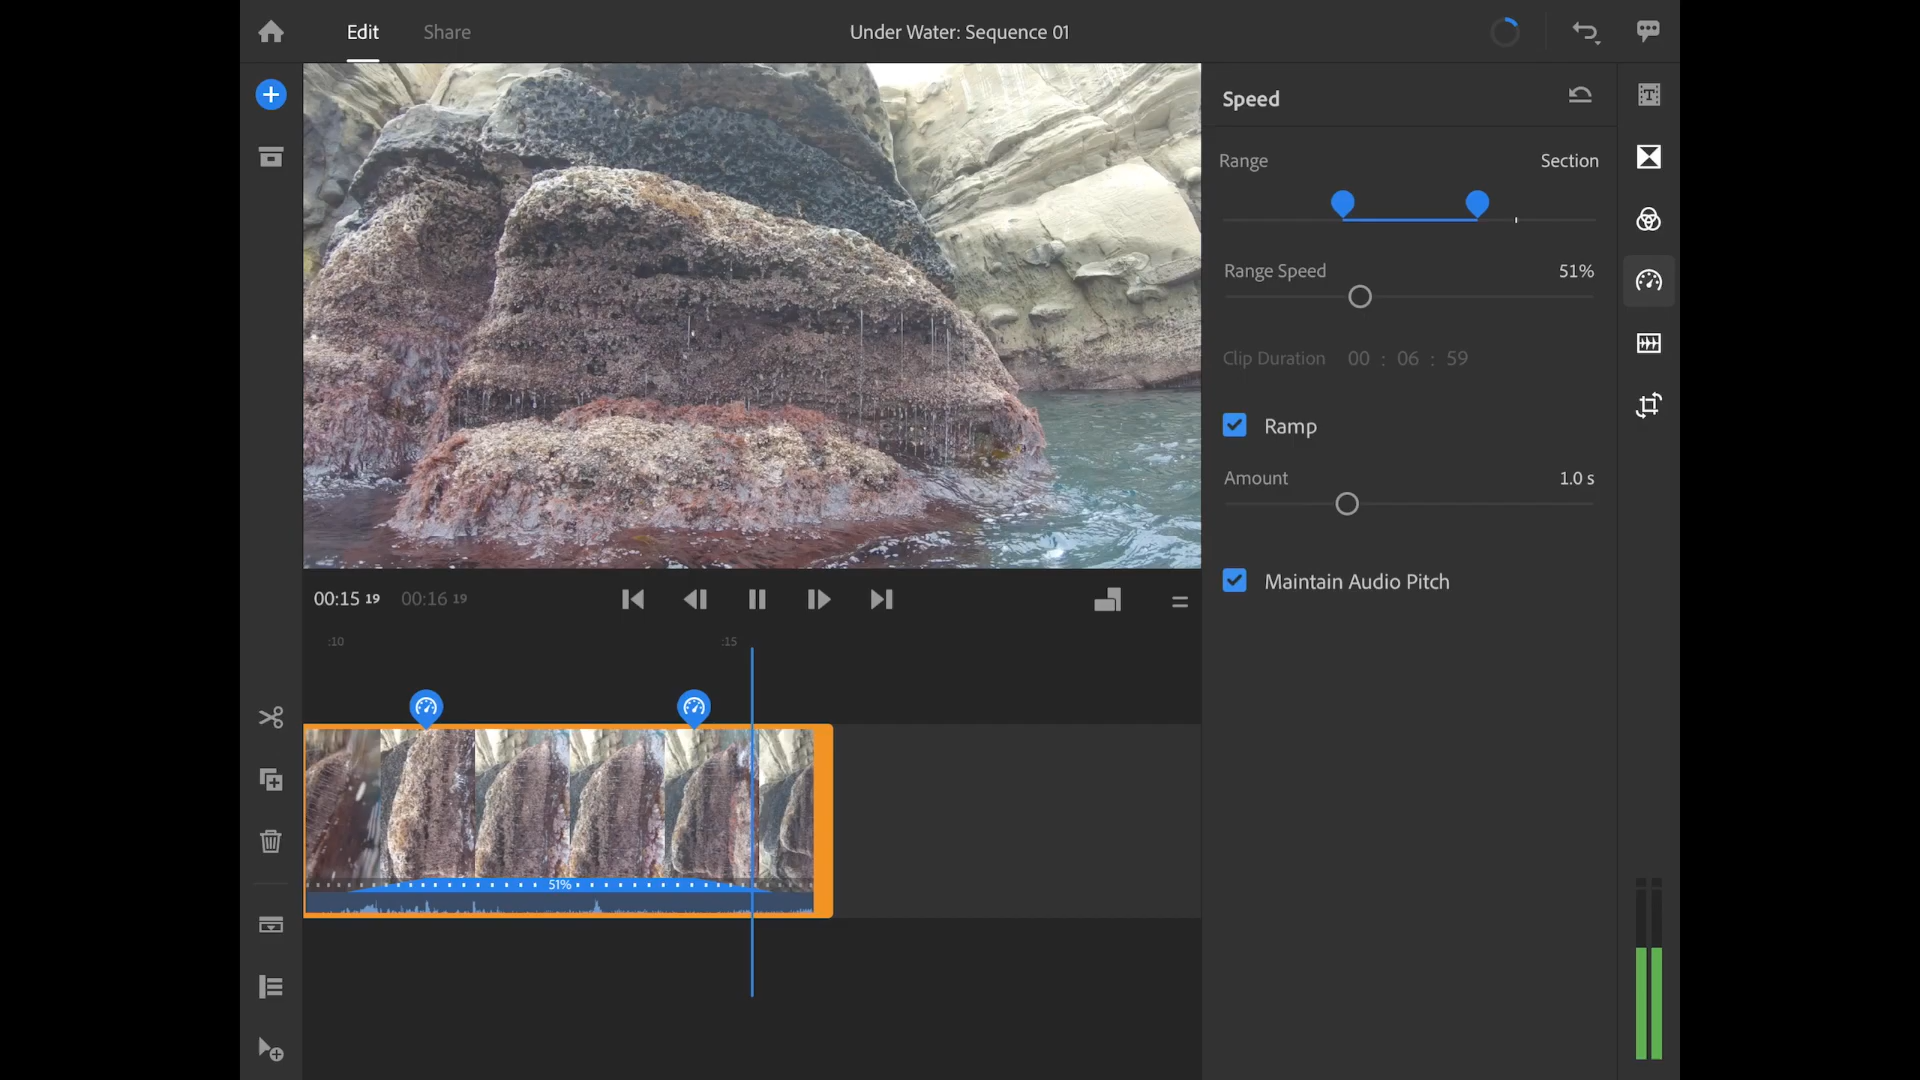 Edit Share Under Water: Sequence 01
Speed
Range Section
Range Speed 51%
Clip Duration 00 : 06 : 59
Ramp
Amount 1.0 s
Maintain Audio Pitch
00:15 19 00:16 19
:10 :15
51%